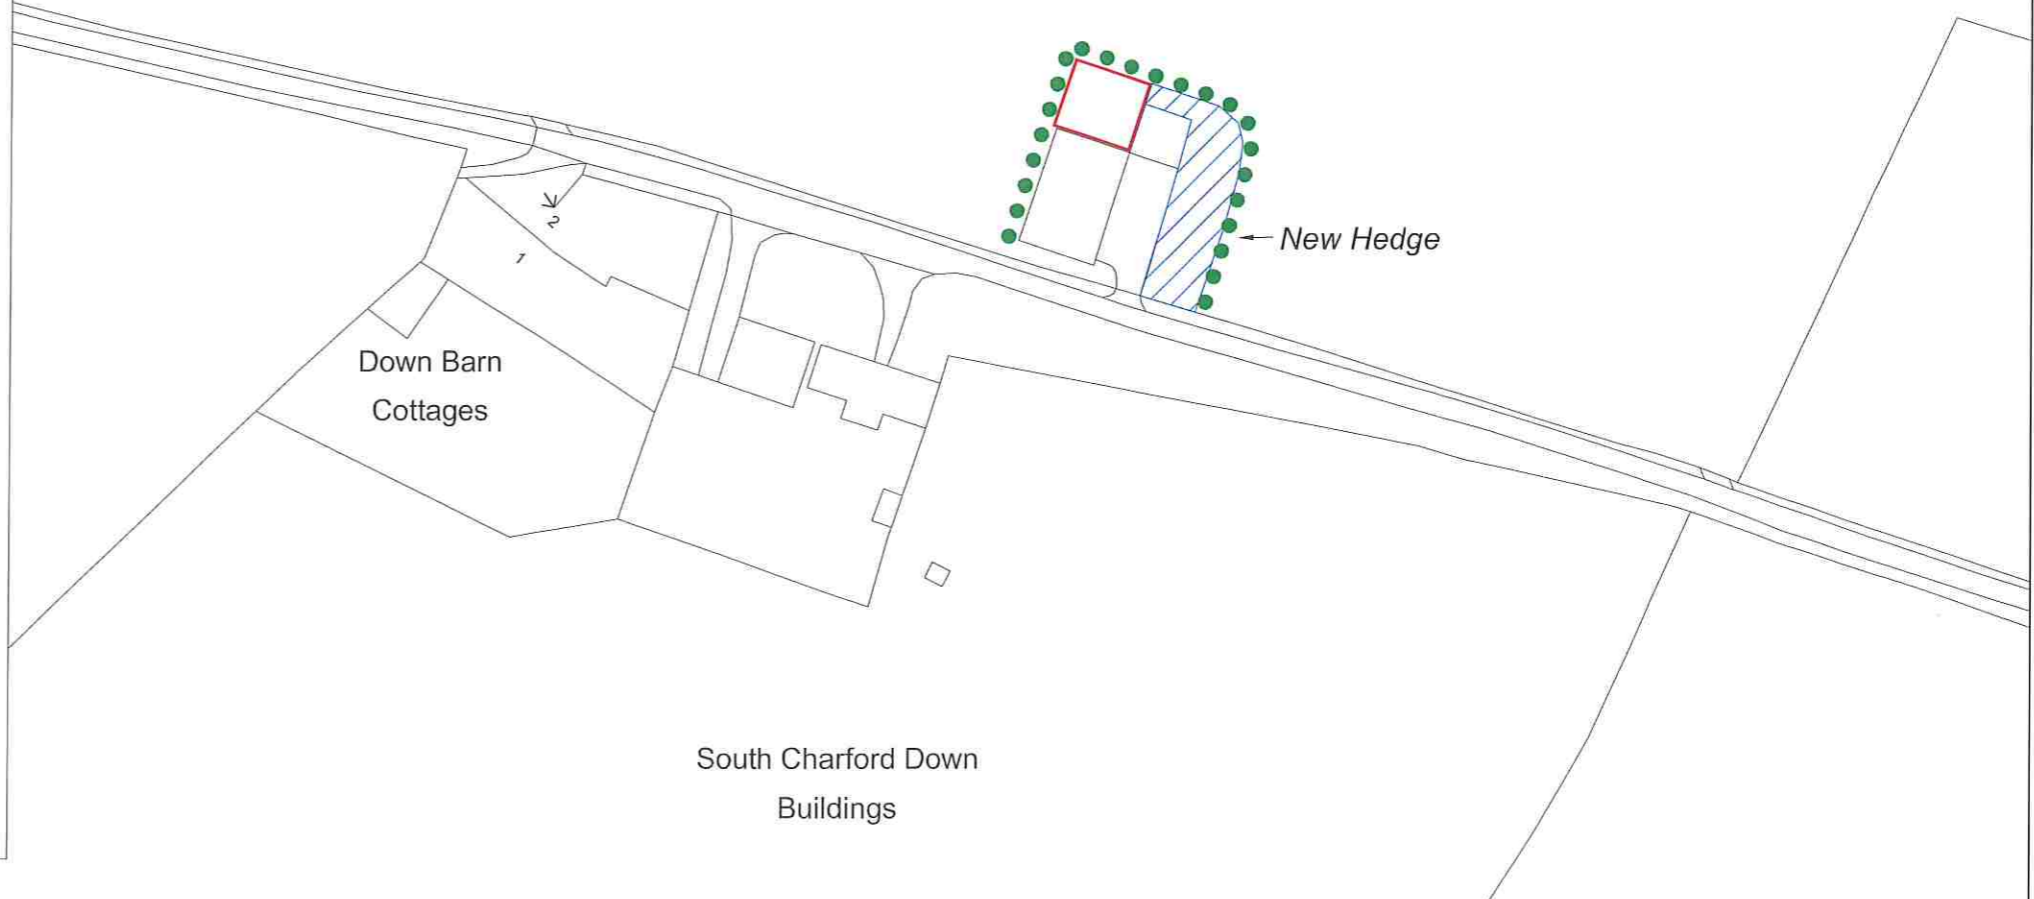 2
1
New Hedge
Down Barn
Cottages
South Charford Down
Buildings